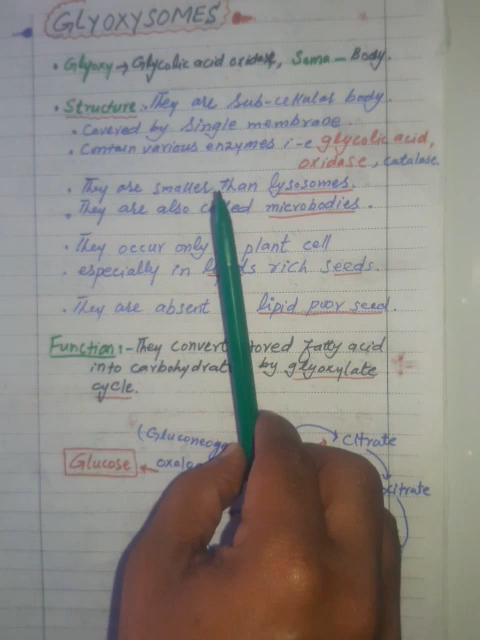 GLYOXYSOMES
• Glyoxy → Glycolic acid oxidase, Soma - Body.
• Structure :- They are Sub-cellular body.
• Covered by Single membrane.
• Contain various enzymes i-e glycolic acid,
oxidase, catalase.
• They are smaller than lysosomes.
• They are also called microbodies.
• They occur only plant cell
• especially in rich seeds.
• They are absent lipid poor seed.
Function :- They convert fatty acid
into carbohydrat by glyoxylate
cycle.
Citrate
Glucose